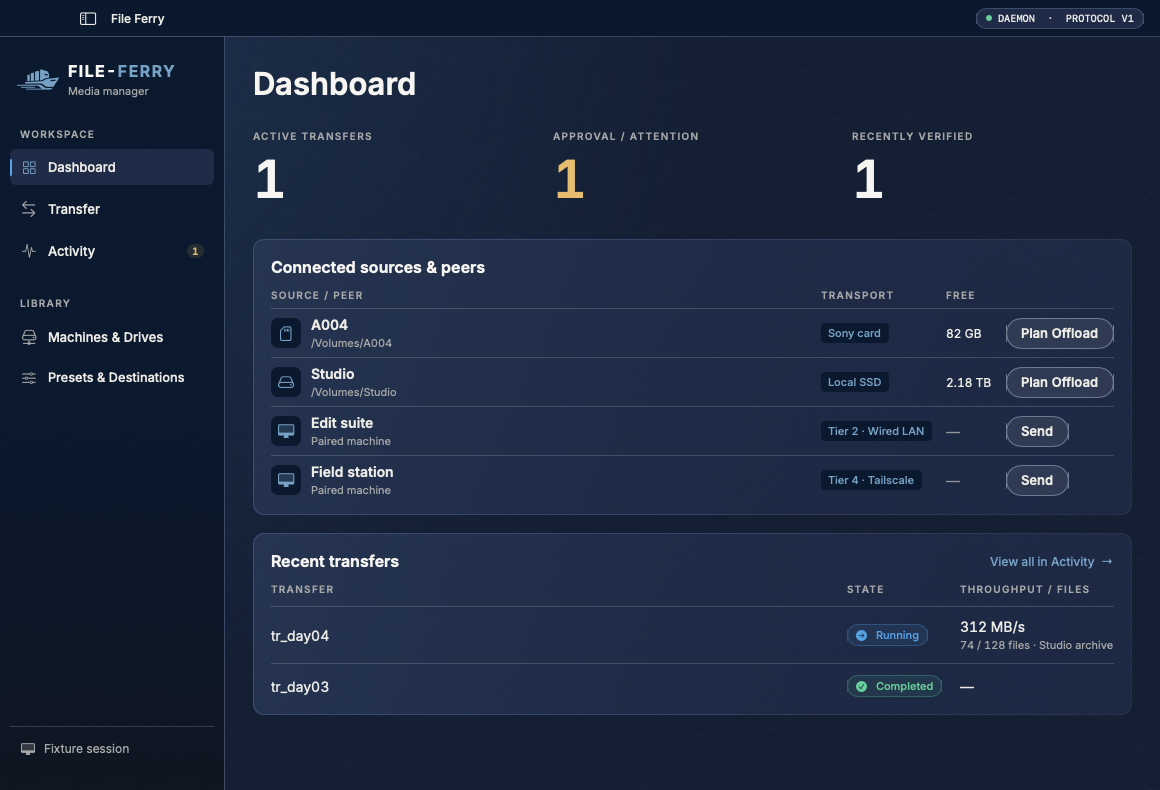 File Ferry
DAEMON · PROTOCOL V1
FILE-FERRY
Media manager
WORKSPACE
Dashboard
Transfer
Activity
1
LIBRARY
Machines & Drives
Presets & Destinations
Fixture session
Dashboard
ACTIVE TRANSFERS
1
APPROVAL / ATTENTION
1
RECENTLY VERIFIED
1
Connected sources & peers
SOURCE / PEER TRANSPORT FREE
A004
/Volumes/A004
Sony card 82 GB Plan Offload
Studio
/Volumes/Studio
Local SSD 2.18 TB Plan Offload
Edit suite
Paired machine
Tier 2 · Wired LAN — Send
Field station
Paired machine
Tier 4 · Tailscale — Send
Recent transfers
View all in Activity →
TRANSFER STATE THROUGHPUT / FILES
tr_day04 Running 312 MB/s
74 / 128 files · Studio archive
tr_day03 Completed —